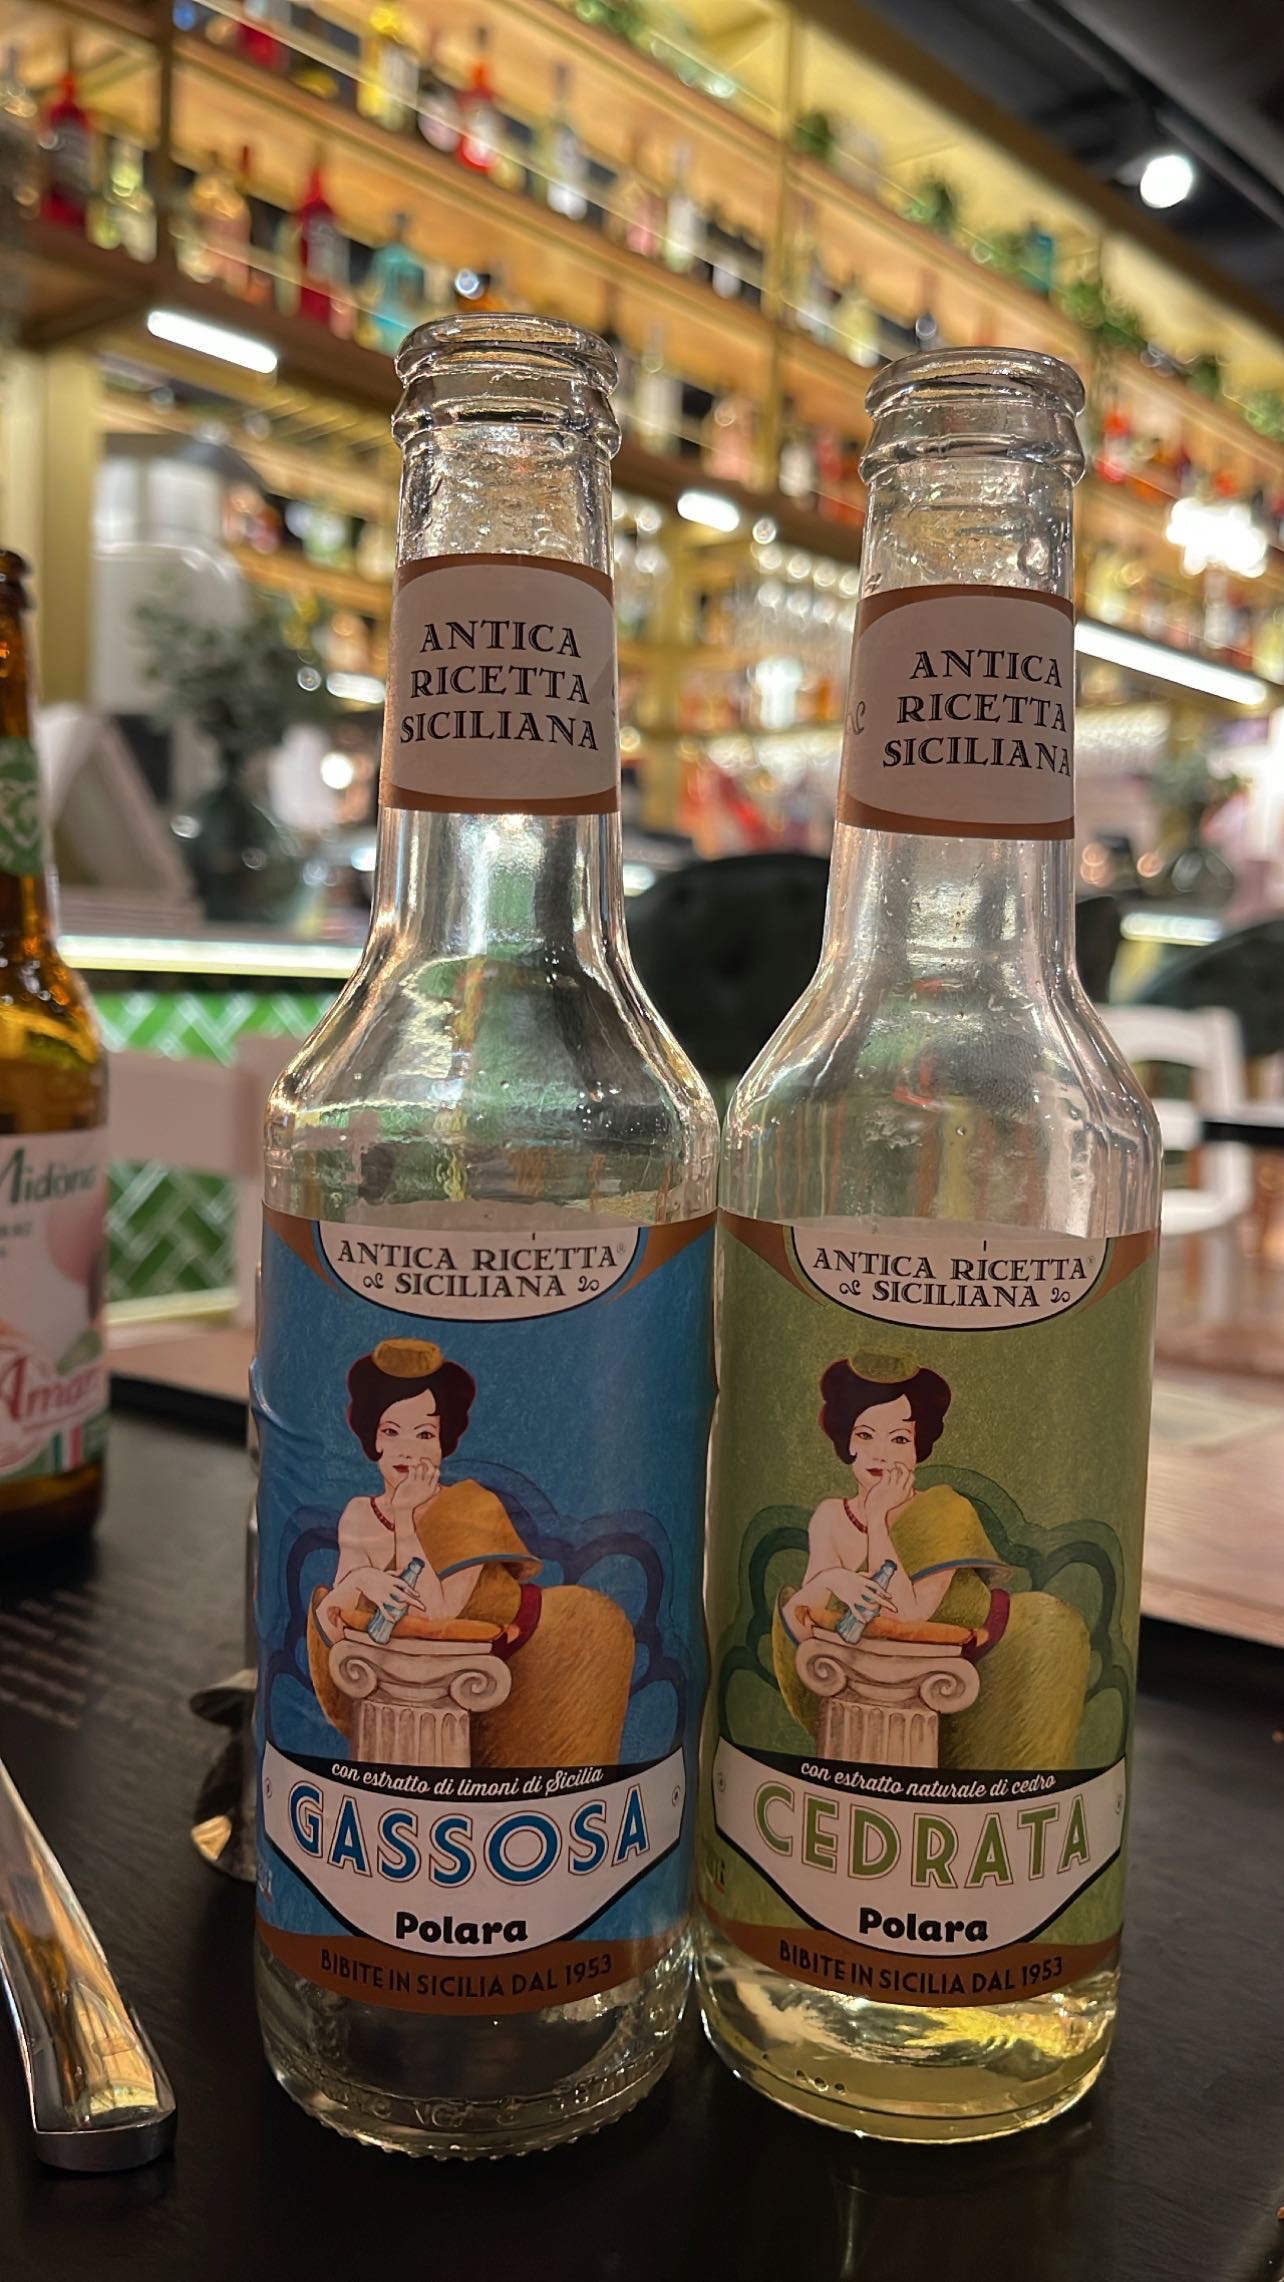 ANTICA
RICETTA
SICILIANA
ANTICA RICETTA®
SICILIANA
con estratto di limoni di Sicilia
GASSOSA
Polara
BIBITE IN SICILIA DAL 1953
ANTICA
RICETTA
SICILIANA
ANTICA RICETTA®
SICILIANA
con estratto naturale di cedro
CEDRATA
Polara
BIBITE IN SICILIA DAL 1953